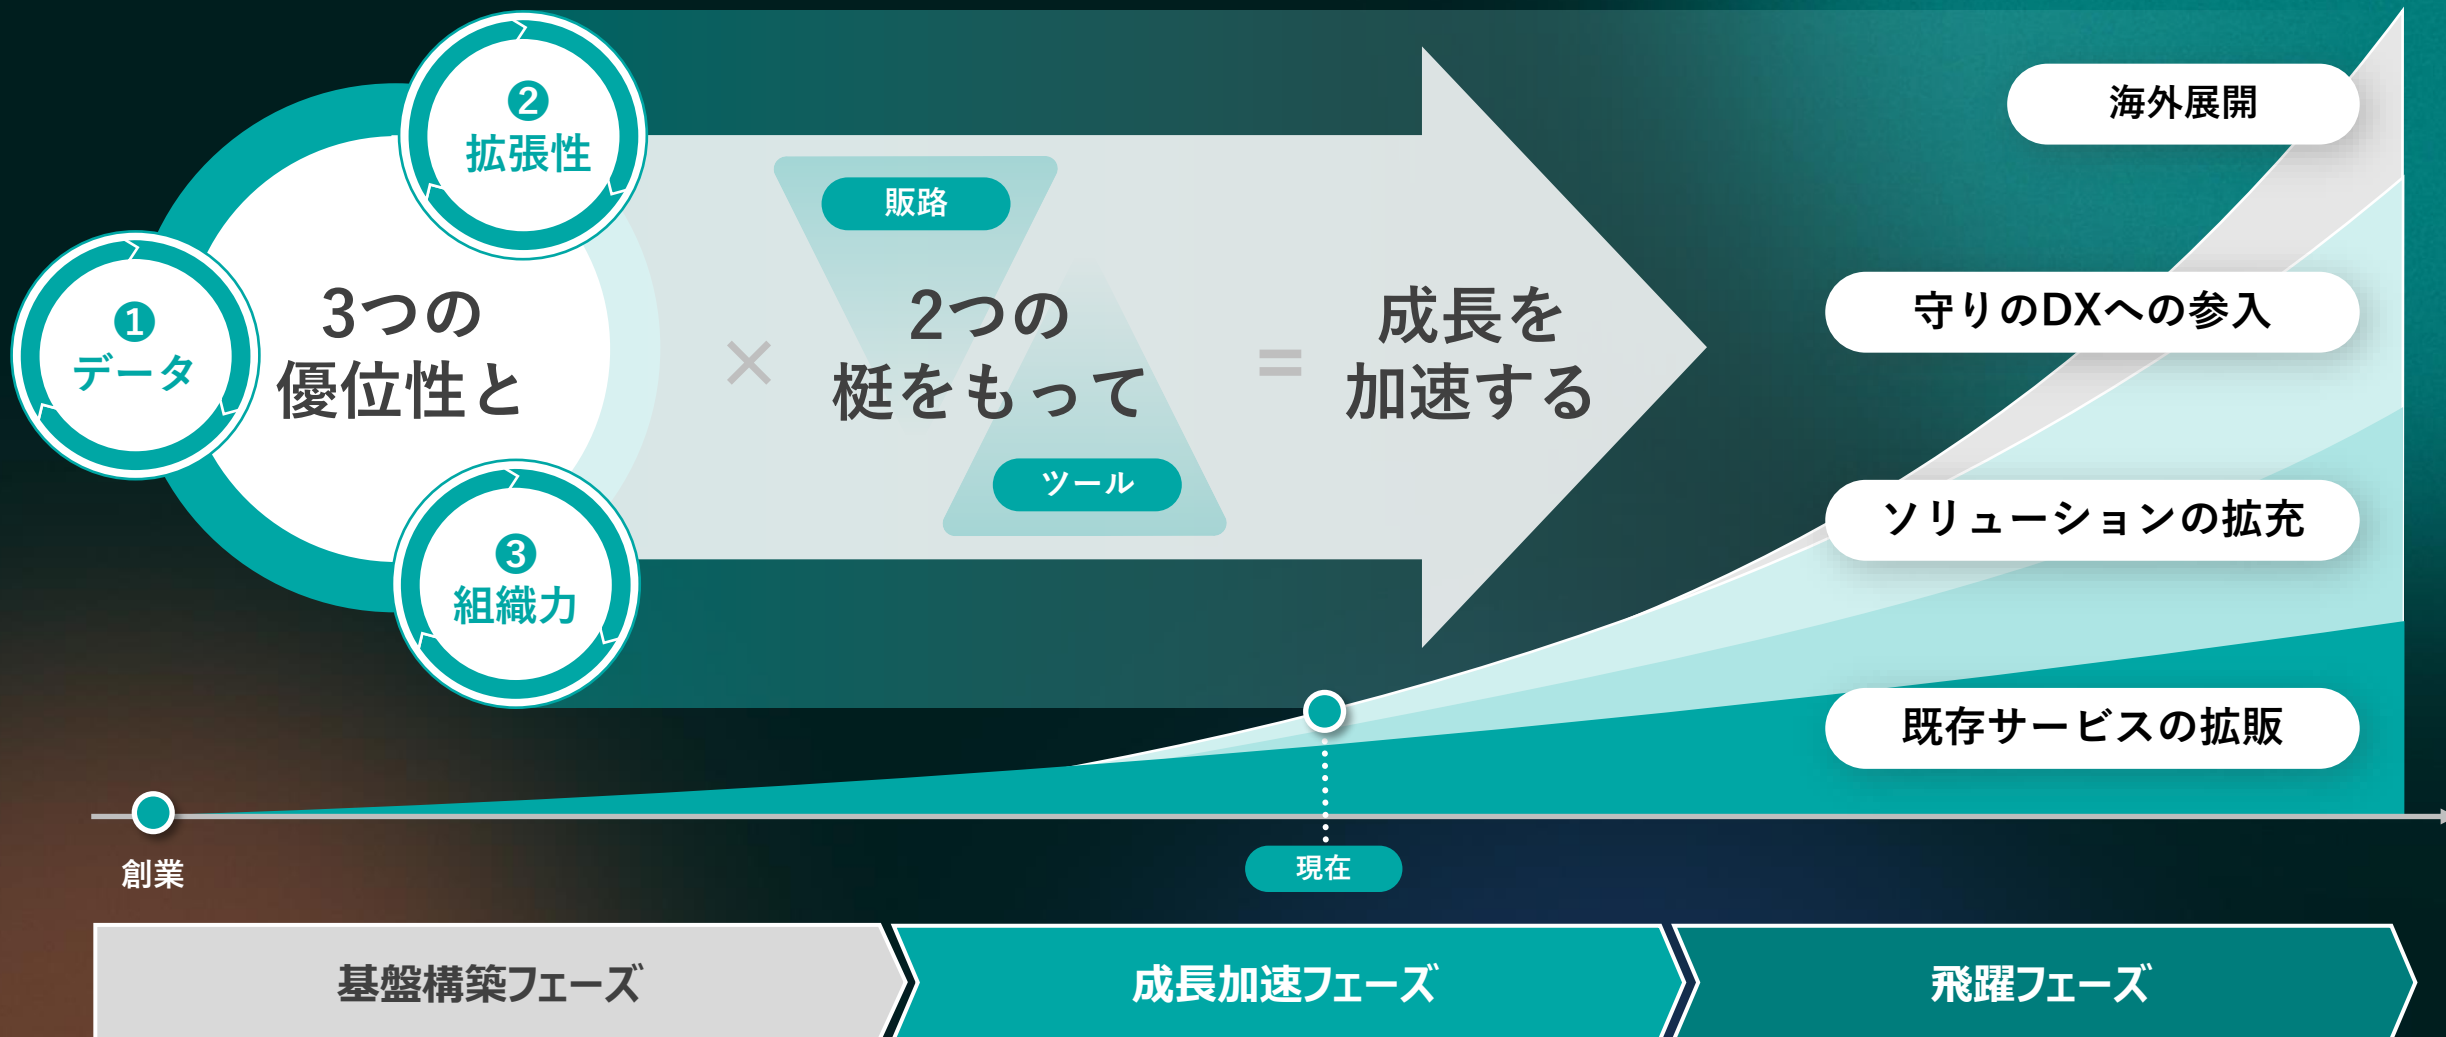 ❷
拡張性
❶
データ
❸
組織力
3つの
優位性と
×
販路
2つの
梃をもって
ツール
=
成長を
加速する
海外展開
守りのDXへの参入
ソリューションの拡充
既存サービスの拡販
創業
現在
基盤構築フェーズ
成長加速フェーズ
飛躍フェーズ